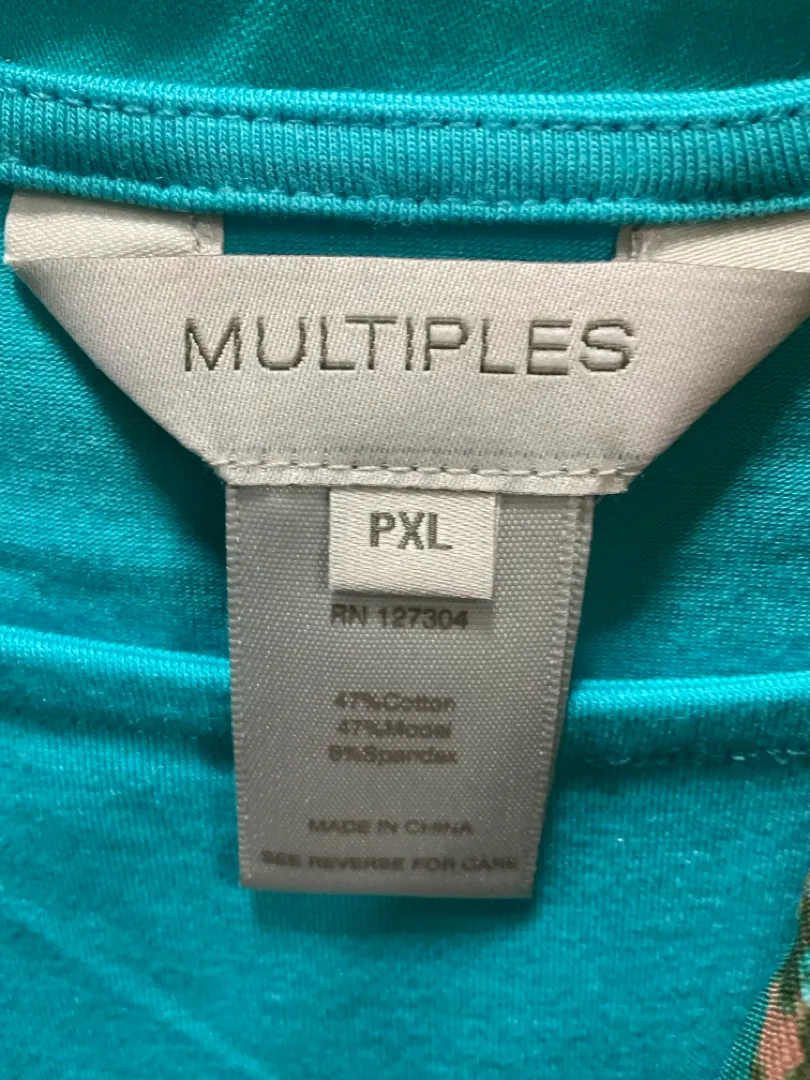 MULTIPLES
PXL
RN 127304
47%Cotton
47%Modal
6%Spandex
MADE IN CHINA
SEE REVERSE FOR CARE